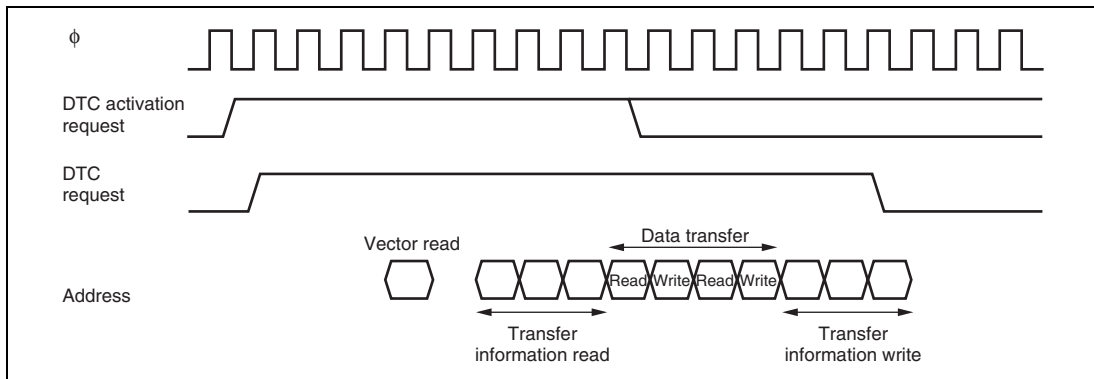 ϕ
DTC activation
request
DTC
request
Vector read
Data transfer
Address
Read Write Read Write
Transfer
information read
Transfer
information write